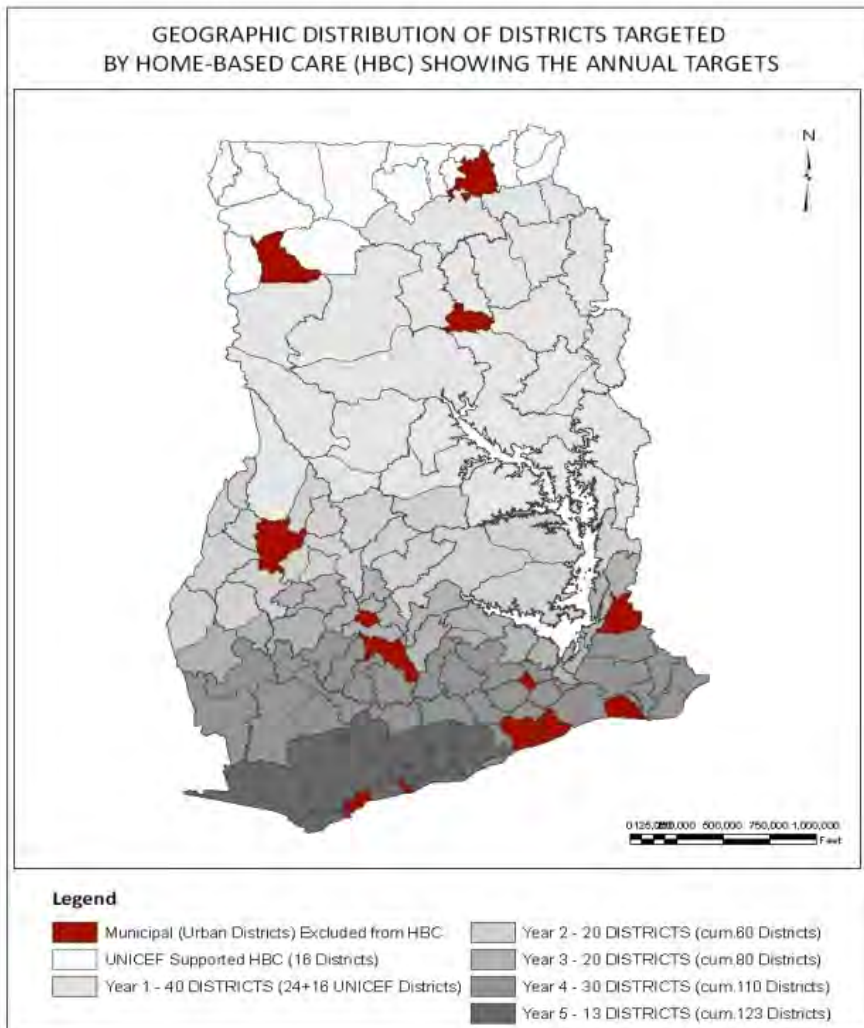 GEOGRAPHIC DISTRIBUTION OF DISTRICTS TARGETED
BY HOME-BASED CARE (HBC) SHOWING THE ANNUAL TARGETS
N
500,000. 750,000. 1,000,000.
Feet
Legend
Municipal (Urban Districts) Excluded from HBC
UNICEF Supported HBC (16 Districts)
Year 1 - 40 DISTRICTS (24+16 UNICEF Districts)
Year 2 - 20 DISTRICTS (cum.60 Districts)
Year 3 - 20 DISTRICTS (cum.80 Districts)
Year 4 - 30 DISTRICTS (cum.110 Districts)
Year 5 - 13 DISTRICTS (cum.123 Districts)